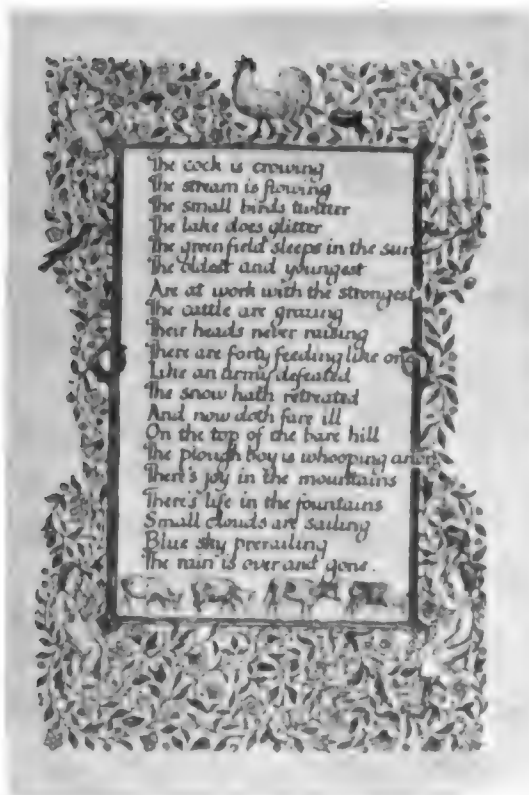 The cock is crowing
The stream is flowing
The small birds twitter
The lake does glitter
The green field sleeps in the sun
The oldest and youngest
Are at work with the strongest
The cattle are grazing
Their heads never raising
There are forty feeding like one
Like an army defeated
The snow hath retreated
And now doth fare ill
On the top of the bare hill
The plough boy is whooping anon
There's joy in the mountains
There's life in the fountains
Small clouds are sailing
Blue sky prevailing
The rain is over and gone.